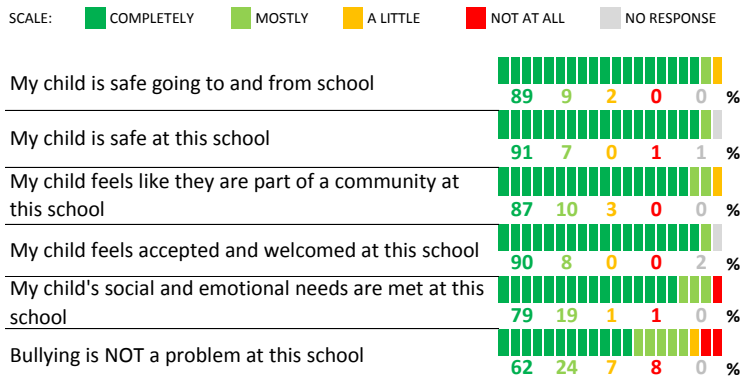 SCALE: COMPLETELY MOSTLY A LITTLE NOT AT ALL NO RESPONSE
My child is safe going to and from school
89 9 2 0 0 %
My child is safe at this school
91 7 0 1 1 %
My child feels like they are part of a community at
this school
87 10 3 0 0 %
My child feels accepted and welcomed at this school
90 8 0 0 2 %
My child's social and emotional needs are met at this
school
79 19 1 1 0 %
Bullying is NOT a problem at this school
62 24 7 8 0 %